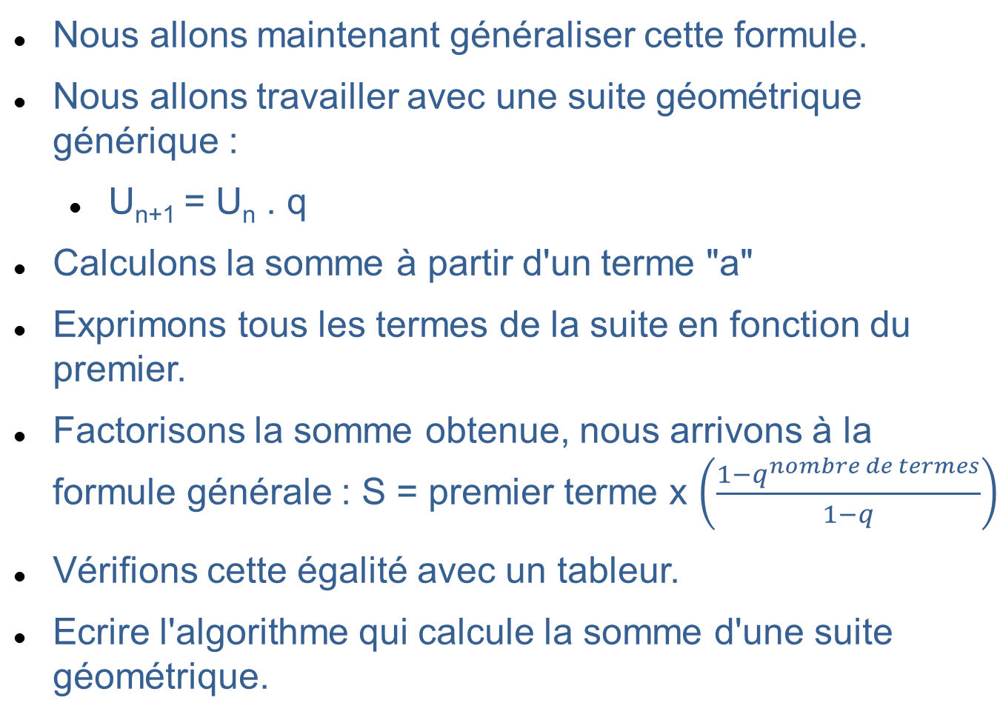 • Nous allons maintenant généraliser cette formule.
• Nous allons travailler avec une suite géométrique
générique :
• Uₙ₊₁ = Uₙ . q
• Calculons la somme à partir d'un terme "a"
• Exprimons tous les termes de la suite en fonction du
premier.
• Factorisons la somme obtenue, nous arrivons à la
formule générale : S = premier terme x $\left(\frac{1-q^{nombre\ de\ termes}}{1-q}\right)$
• Vérifions cette égalité avec un tableur.
• Ecrire l'algorithme qui calcule la somme d'une suite
géométrique.